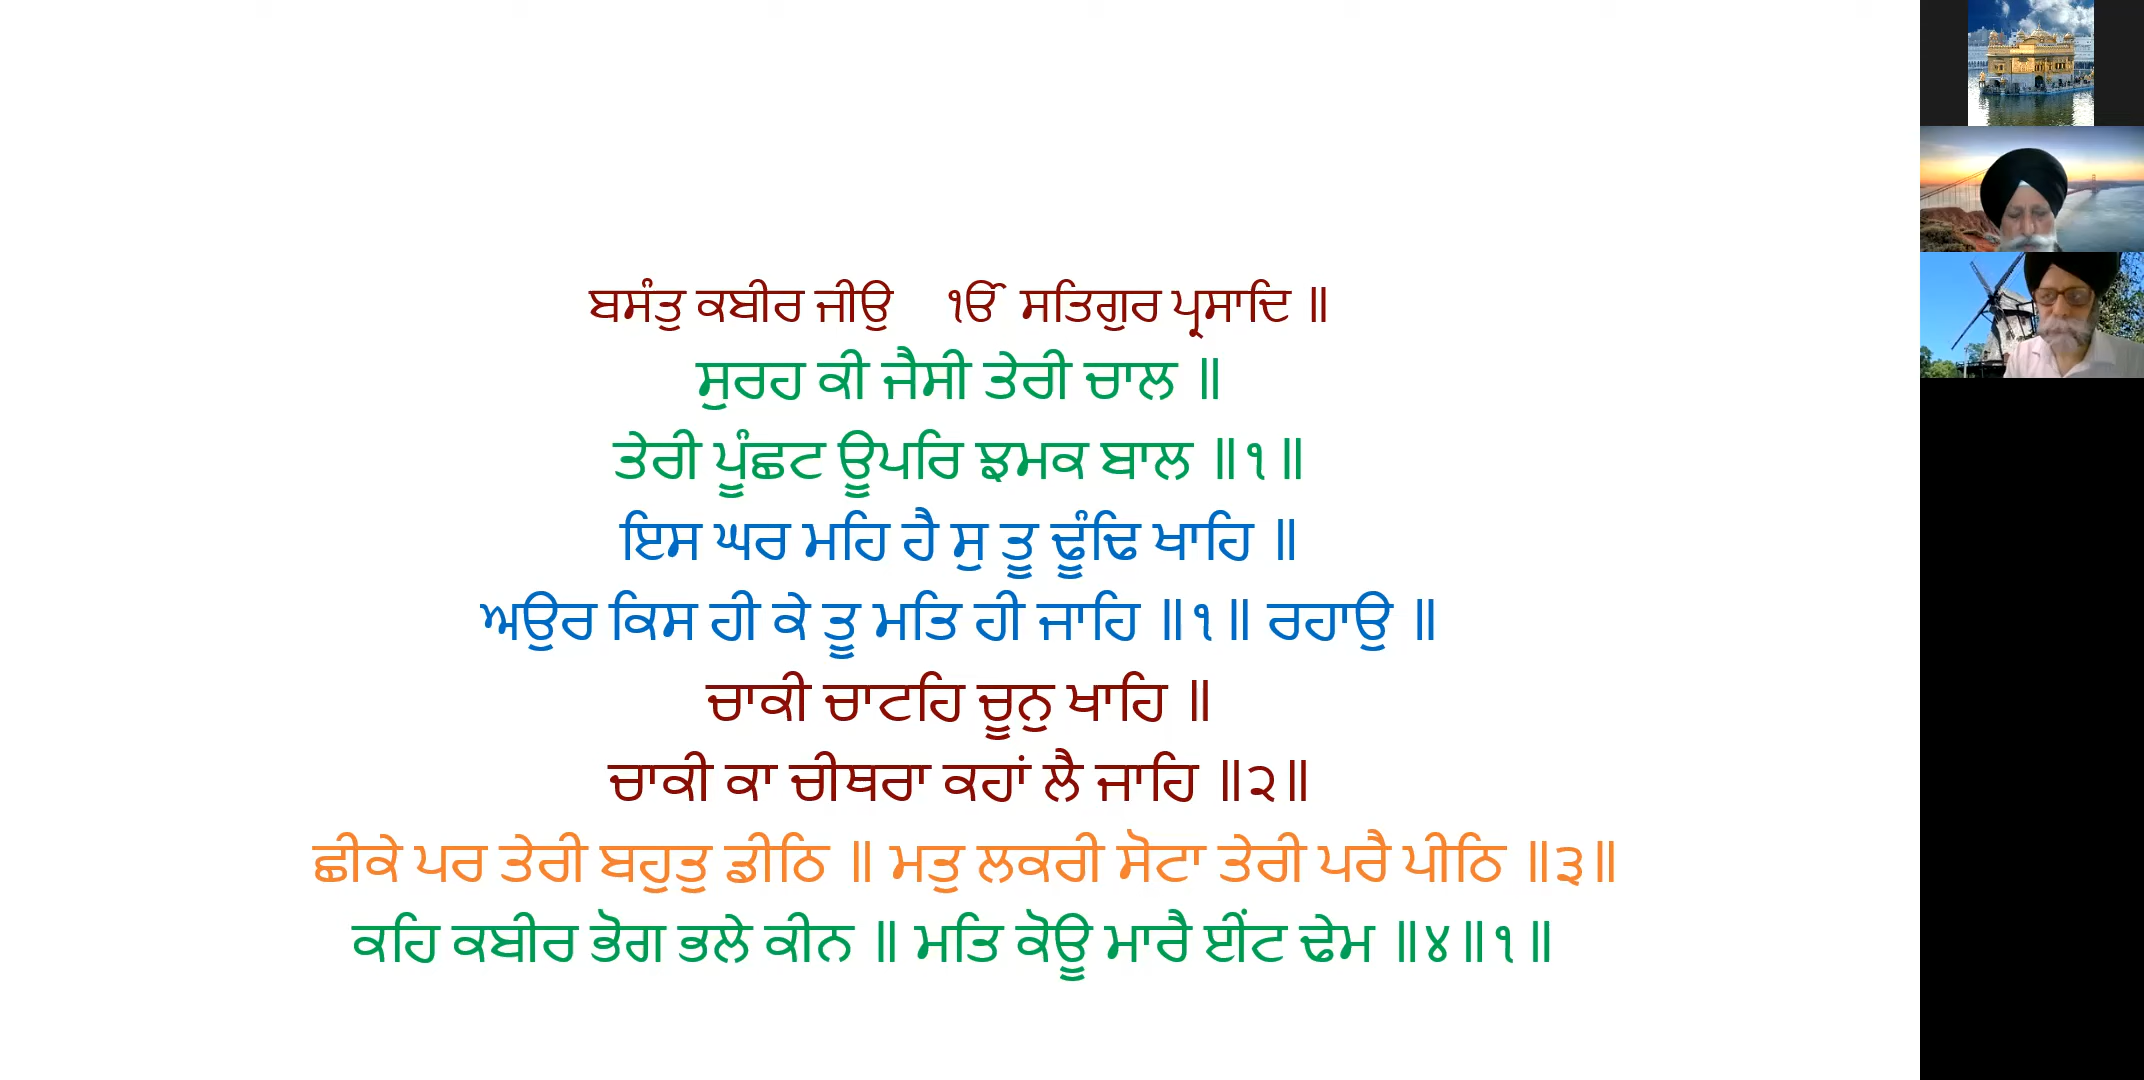 ਬਸੰਤੁ ਕਬੀਰ ਜੀਉ ੴ ਸਤਿਗੁਰ ਪ੍ਰਸਾਦਿ ॥
ਸੁਰਹ ਕੀ ਜੈਸੀ ਤੇਰੀ ਚਾਲ ॥
ਤੇਰੀ ਪੂੰਛਟ ਊਪਰਿ ਝਮਕ ਬਾਲ ॥੧॥
ਇਸ ਘਰ ਮਹਿ ਹੈ ਸੁ ਤੂ ਢੂੰਢਿ ਖਾਹਿ ॥
ਅਉਰ ਕਿਸ ਹੀ ਕੇ ਤੂ ਮਤਿ ਹੀ ਜਾਹਿ ॥੧॥ ਰਹਾਉ ॥
ਚਾਕੀ ਚਾਟਹਿ ਚੂਨੁ ਖਾਹਿ ॥
ਚਾਕੀ ਕਾ ਚੀਥਰਾ ਕਹਾਂ ਲੈ ਜਾਹਿ ॥੨॥
ਛੀਕੇ ਪਰ ਤੇਰੀ ਬਹੁਤੁ ਡੀਠਿ ॥ ਮਤੁ ਲਕਰੀ ਸੋਟਾ ਤੇਰੀ ਪਰੈ ਪੀਠਿ ॥੩॥
ਕਹਿ ਕਬੀਰ ਭੋਗ ਭਲੇ ਕੀਨ ॥ ਮਤਿ ਕੋਊ ਮਾਰੈ ਈਂਟ ਢੇਮ ॥੪॥੧॥